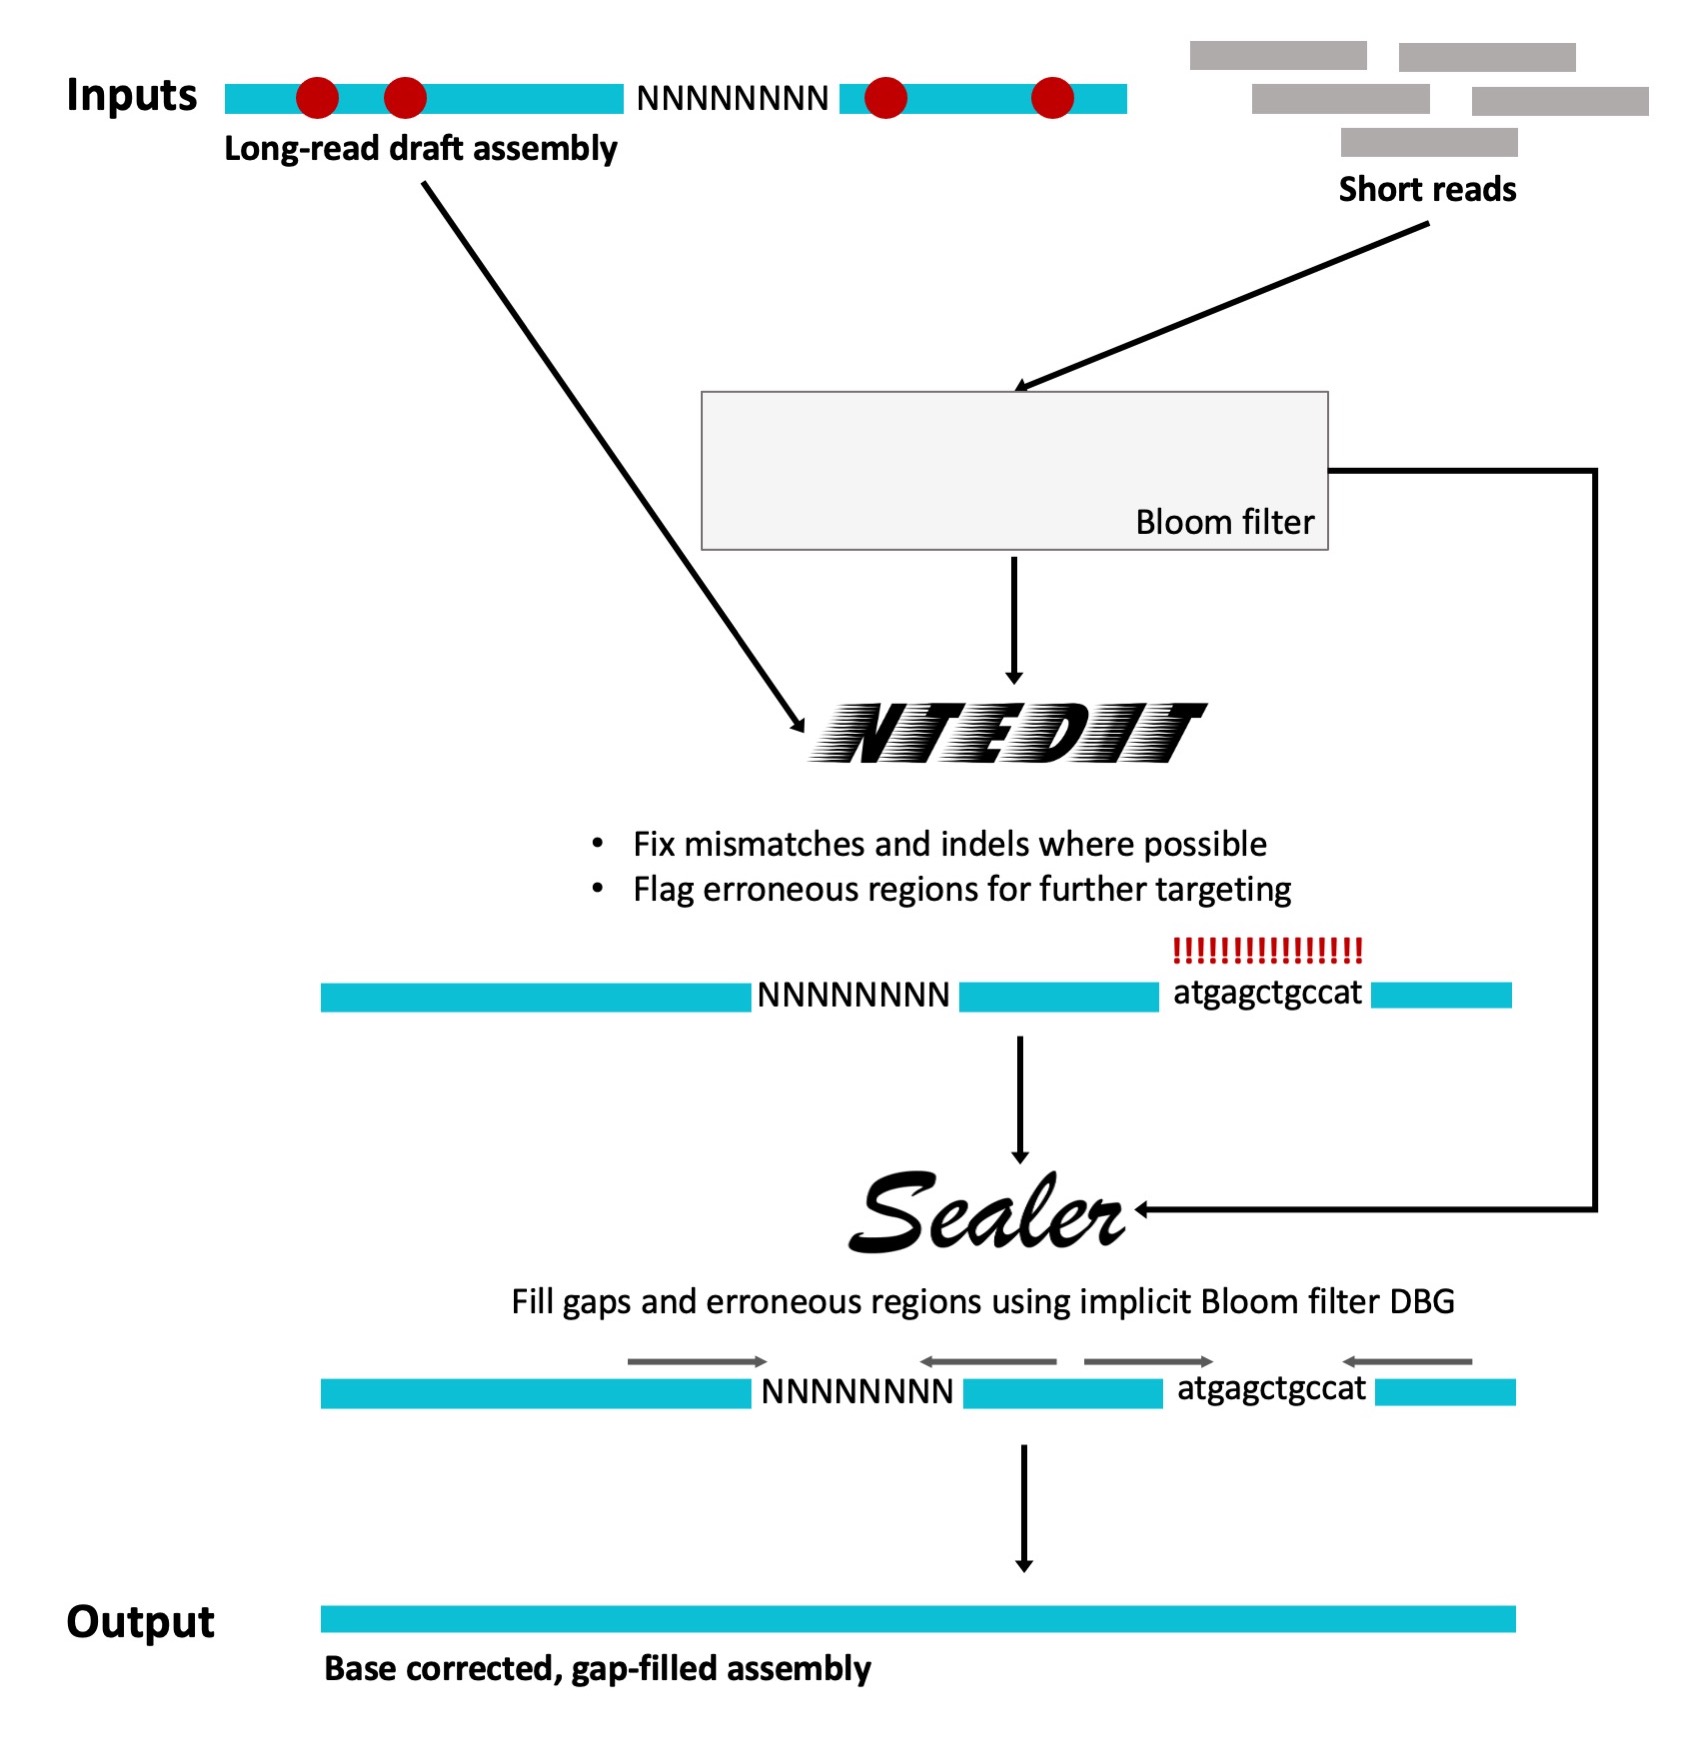 Inputs
NNNNNNNN
Long-read draft assembly
Short reads
Bloom filter
NTEDIT
• Fix mismatches and indels where possible
• Flag erroneous regions for further targeting
!!!!!!!!!!!!!!!!
NNNNNNNN
atgagctgccat
Sealer
Fill gaps and erroneous regions using implicit Bloom filter DBG
NNNNNNNN
atgagctgccat
Output
Base corrected, gap-filled assembly